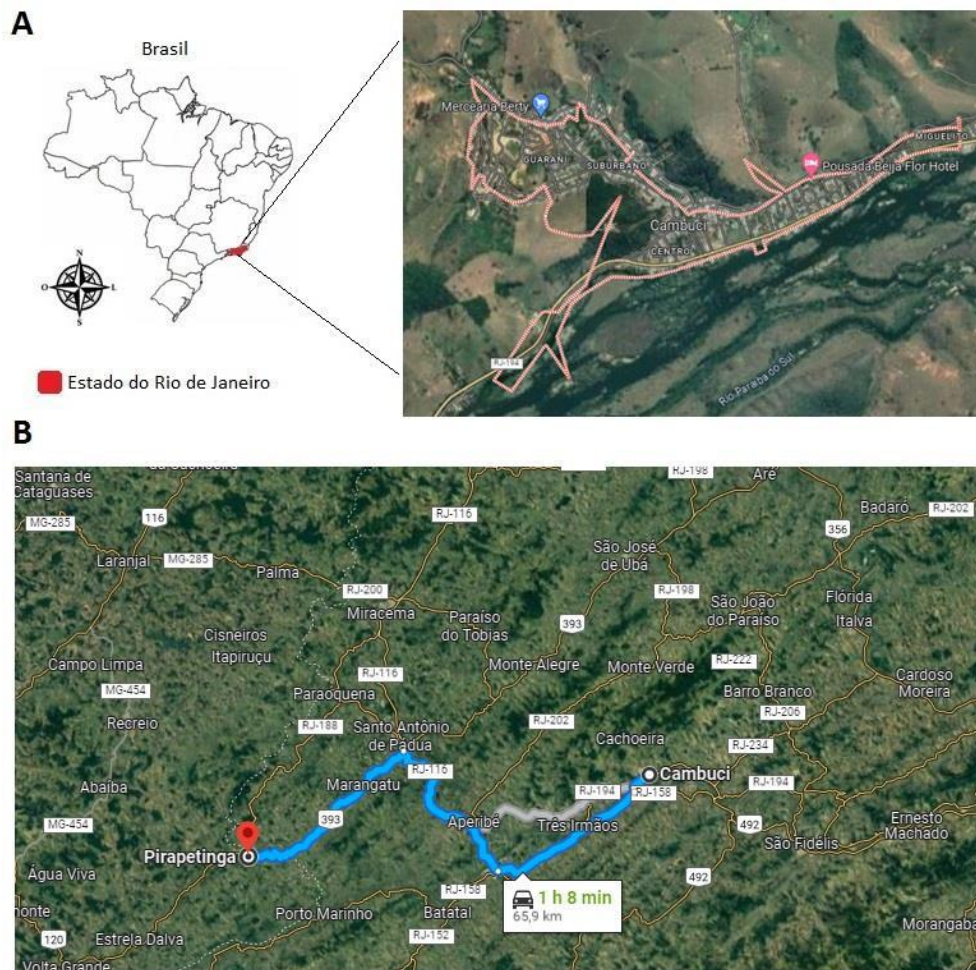 A
Brasil
N
O
L
S
Estado do Rio de Janeiro
Mercearia Berty
GUARANI
SUBURBANO
MIGUELITO
Pousada Beija Flor Hotel
Cambuci
CENTRO
RJ-194
Rio Paraíba do Sul
B
Santana de
Cataguases
RJ-198
Aré
MG-285
116
RJ-116
Badaró
RJ-202
356
Laranjal
MG-285
São José
de Ubá
Palma
RJ-200
RJ-198
Flórida
Miracema
São João
do Paraíso
Paraíso
do Tobias
393
Italva
Cisneiros
Itapiruçu
Campo Limpa
Monte Alegre
Monte Verde
RJ-222
Cardoso
Moreira
MG-454
RJ-116
Paraoquena
Barro Branco
Recreio
RJ-188
Santo Antônio
de Pádua
RJ-202
RJ-206
Cachoeira
RJ-234
Abaíba
Marangatu
RJ-116
Cambuci
RJ-194
RJ-158
RJ-194
MG-454
393
Aperibé
Três Irmãos
492
Ernesto
Machado
São Fidélis
Pirapetinga
Água Viva
RJ-158
1 h 8 min
65,9 km
492
Porto Marinho
Batatal
Morangaba
RJ-152
120
Estrela Dalva
Volta Grande